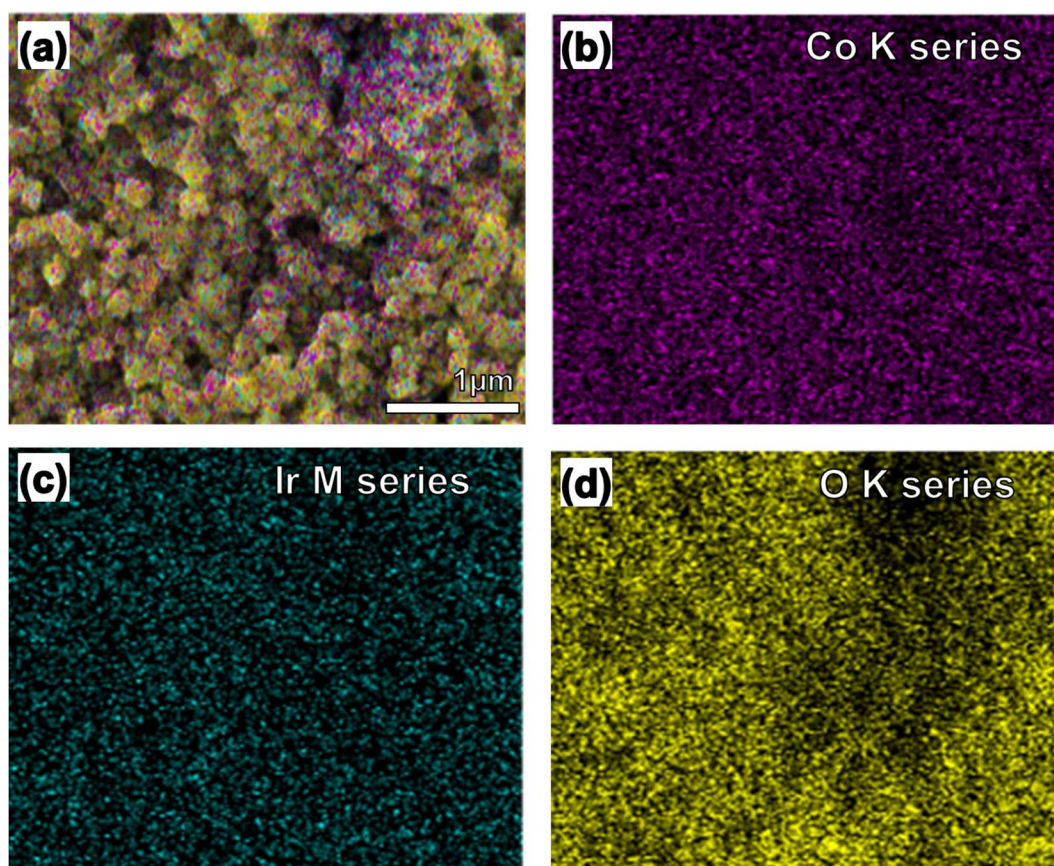 (a)
1μm
(b)
Co K series
(c)
Ir M series
(d)
O K series